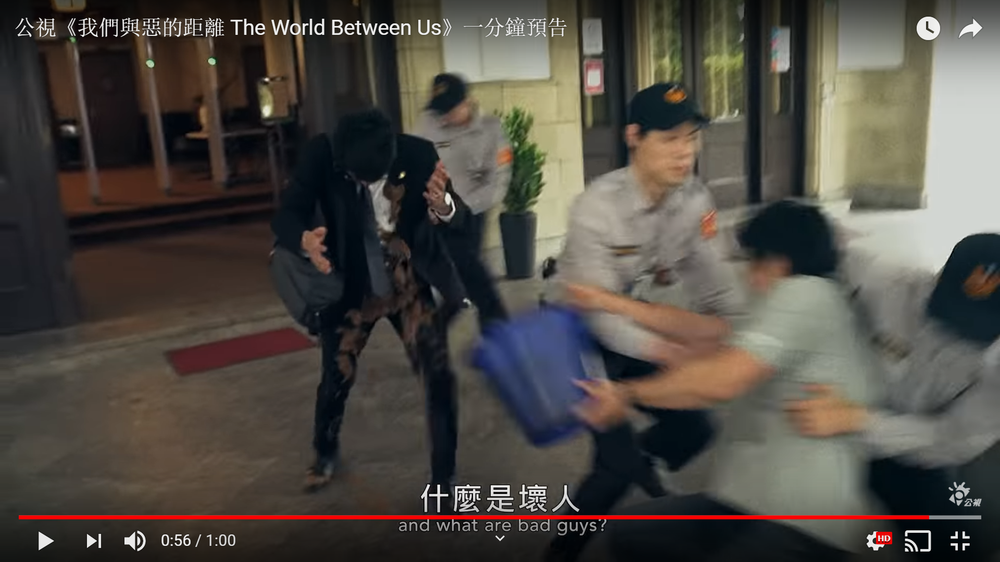 公視《我們與惡的距離 The World Between Us》一分鐘預告
什麼是壞人
and what are bad guys?
公視
0:56 / 1:00
HD